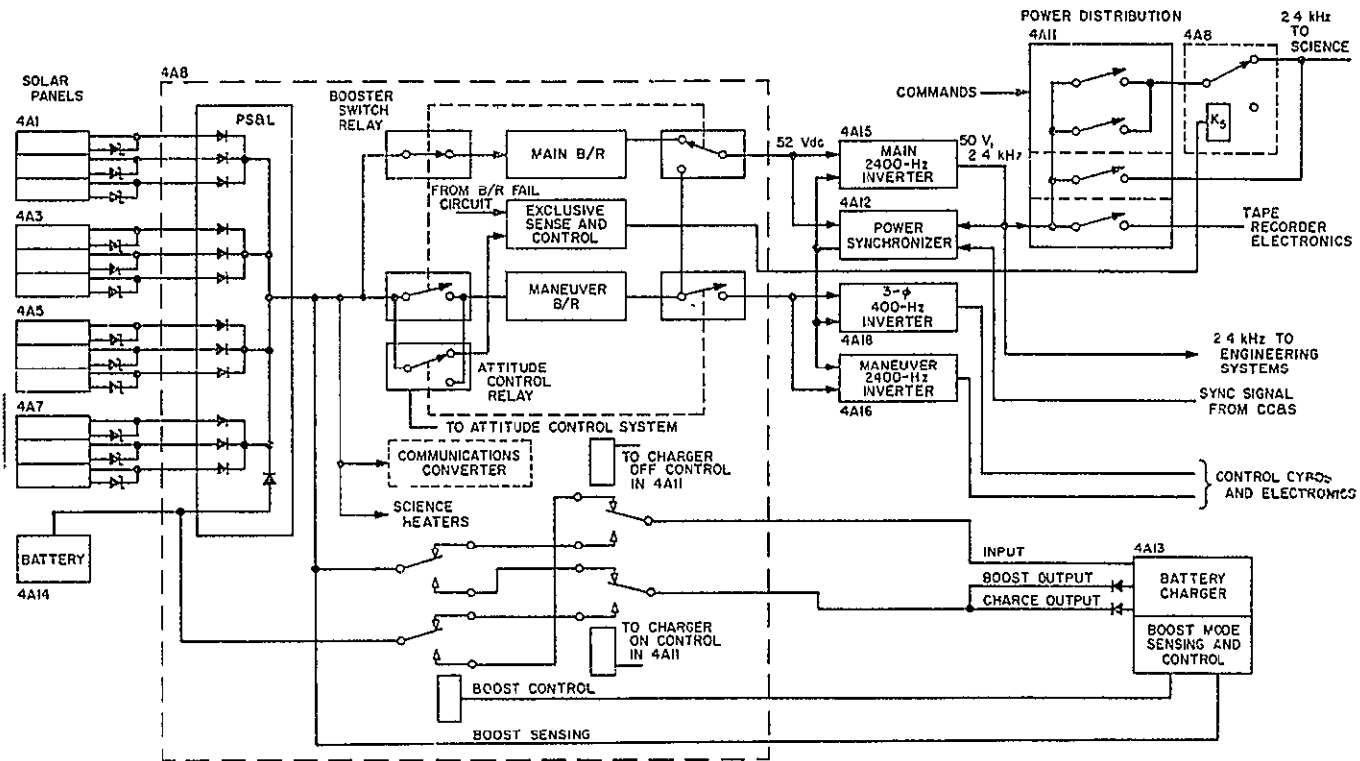 POWER DISTRIBUTION
4A11
4A8
2 4 kHz
TO
SCIENCE
SOLAR
PANELS
4A8
COMMANDS
K5
4A1
PS&L
BOOSTER
SWITCH
RELAY
MAIN B/R
52 Vdc
4A15
MAIN
2400-Hz
INVERTER
50 V,
2 4 kHz
FROM B/R FAIL
CIRCUIT
EXCLUSIVE
SENSE AND
CONTROL
4A12
POWER
SYNCHRONIZER
TAPE
RECORDER
ELECTRONICS
4A3
MANEUVER
B/R
3-φ
400-Hz
INVERTER
4A18
4A5
ATTITUDE
CONTROL
RELAY
MANEUVER
2400-Hz
INVERTER
4A16
2 4 kHz TO
ENGINEERING
SYSTEMS
SYNC SIGNAL
FROM CC&S
4A7
TO ATTITUDE CONTROL SYSTEM
COMMUNICATIONS
CONVERTER
TO CHARGER
OFF CONTROL
IN 4A11
CONTROL GYROS
AND ELECTRONICS
SCIENCE
HEATERS
BATTERY
4A14
INPUT
4A13
BATTERY
CHARGER
BOOST OUTPUT
CHARCE OUTPUT
TO CHARGER
ON CONTROL
IN 4A11
BOOST MODE
SENSING AND
CONTROL
BOOST CONTROL
BOOST SENSING